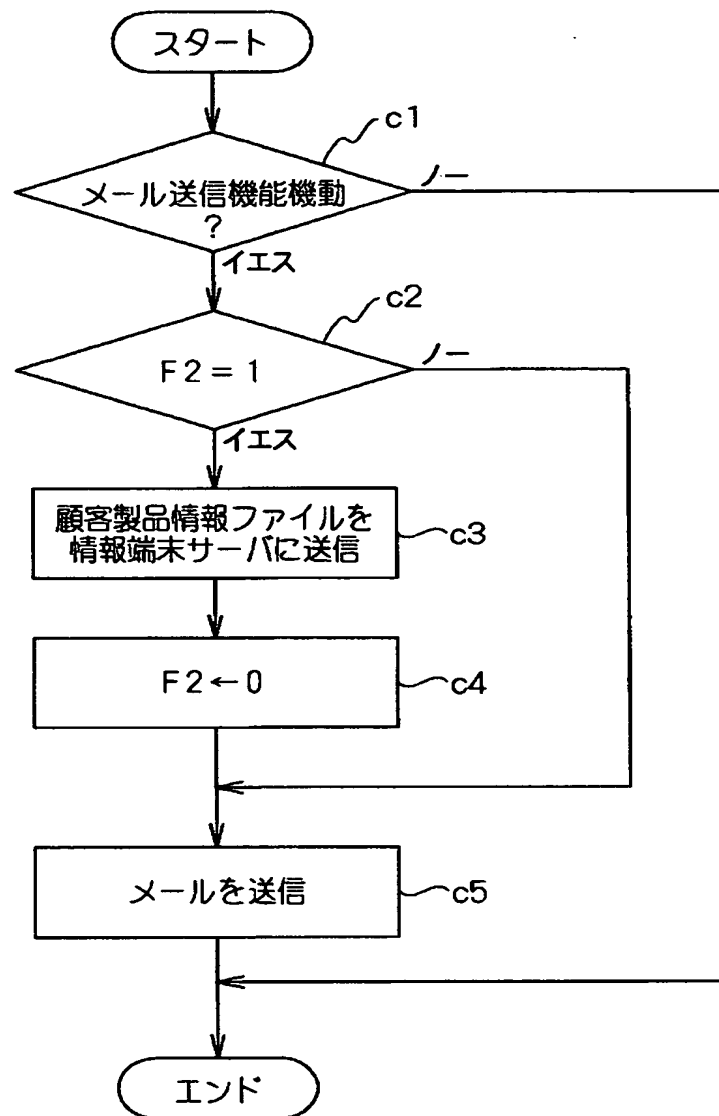 スタート
c1
メール送信機能機動
?
ノー
イエス
c2
F2=1
ノー
イエス
顧客製品情報ファイルを
情報端末サーバに送信
c3
F2←0
c4
メールを送信
c5
エンド